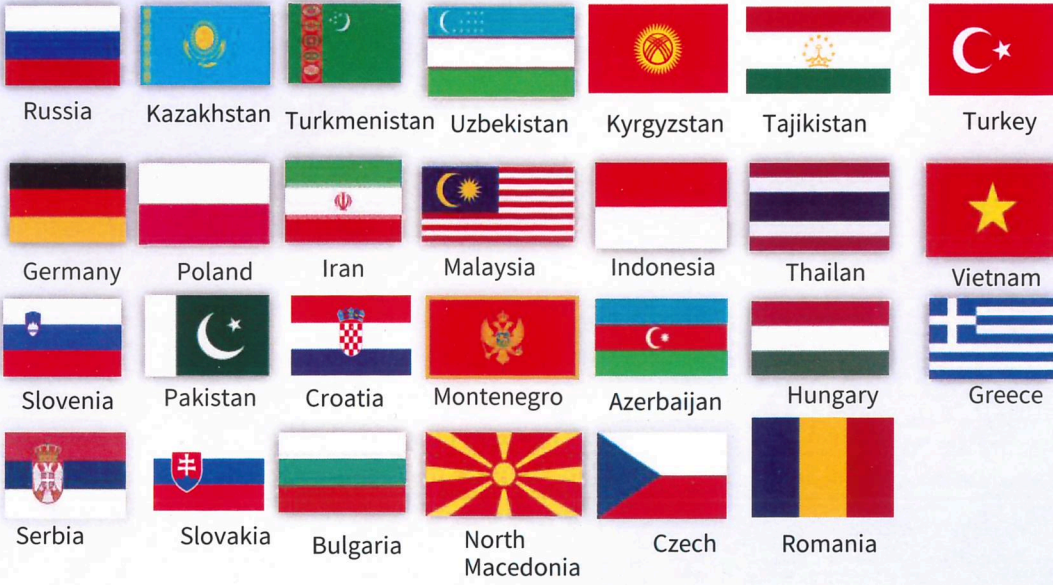 Russia
Kazakhstan
Turkmenistan
Uzbekistan
Kyrgyzstan
Tajikistan
Turkey
Germany
Poland
Iran
Malaysia
Indonesia
Thailan
Vietnam
Slovenia
Pakistan
Croatia
Montenegro
Azerbaijan
Hungary
Greece
Serbia
Slovakia
Bulgaria
North
Macedonia
Czech
Romania